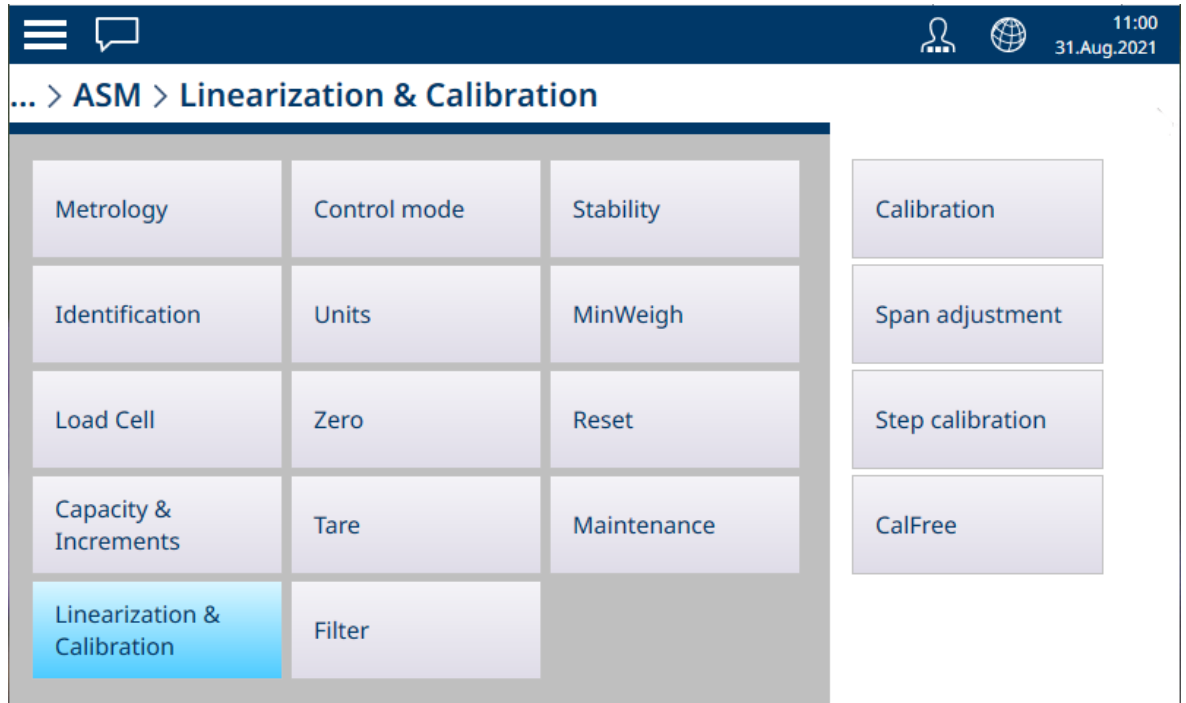 11:00
31.Aug.2021
... > ASM > Linearization & Calibration
Metrology
Control mode
Stability
Calibration
Identification
Units
MinWeigh
Span adjustment
Load Cell
Zero
Reset
Step calibration
Capacity &
Increments
Tare
Maintenance
CalFree
Linearization &
Calibration
Filter